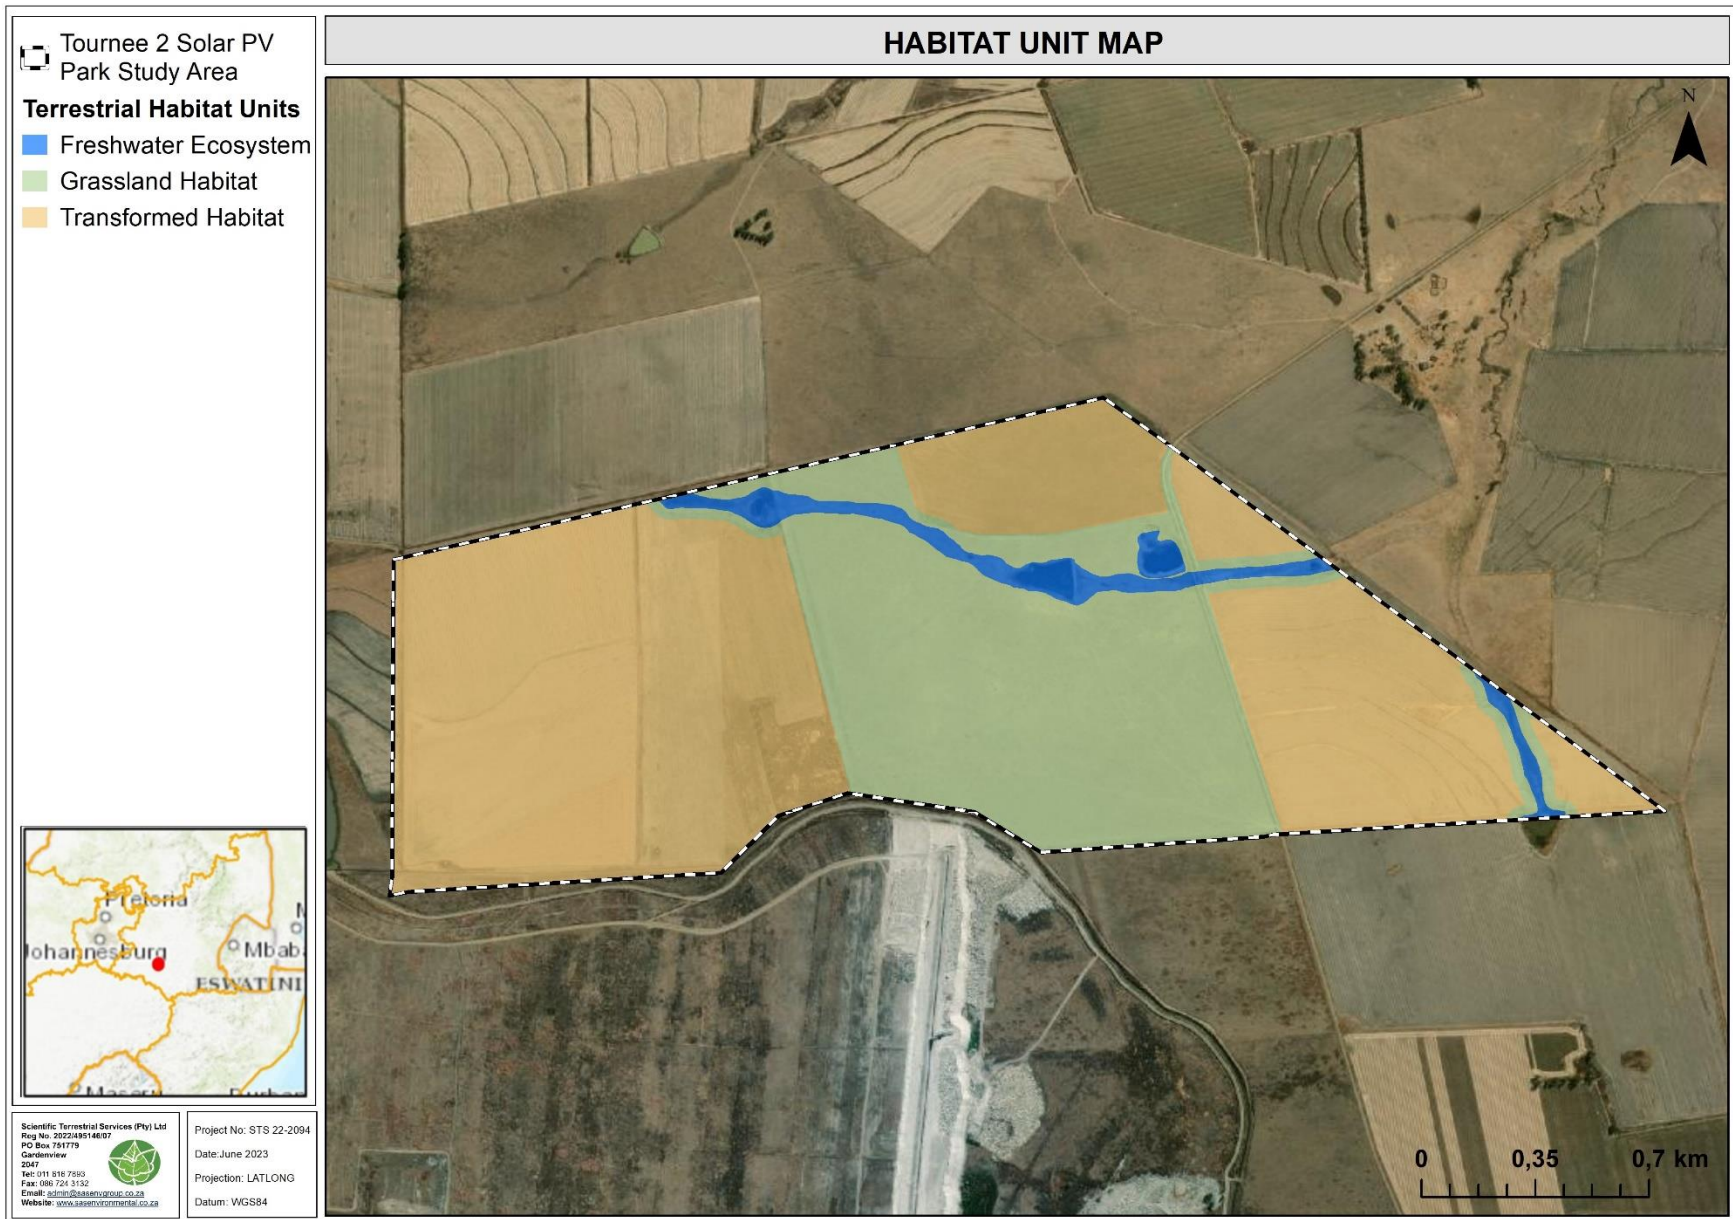 Tournee 2 Solar PV
Park Study Area
Terrestrial Habitat Units
Freshwater Ecosystem
Grassland Habitat
Transformed Habitat
HABITAT UNIT MAP
N
0 0,35 0,7 km
Pretoria
Johannesburg
Mbab
ESWATINI
Maseru
Scientific Terrestrial Services (Pty) Ltd
Reg No. 2022/495146/07
PO Box 751779
Gardenview
2047
Tel: 011 616 7893
Fax: 086 724 3132
Email: admin@sasenvgroup.co.za
Website: www.sasenvironmental.co.za
Project No: STS 22-2094
Date:June 2023
Projection: LATLONG
Datum: WGS84